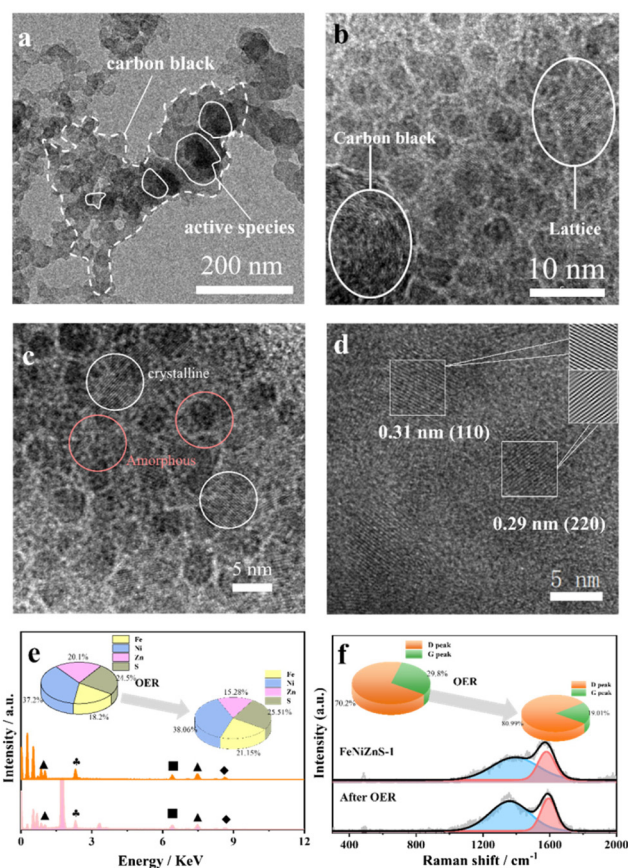 a
carbon black
active species
200 nm
b
Carbon black
Lattice
10 nm
c
crystalline
Amorphous
5 nm
d
0.31 nm (110)
0.29 nm (220)
5 nm
e
Fe
Ni
Zn
S
20.1%
24.5%
37.2%
18.2%
OER
Fe
Ni
Zn
S
15.28%
25.51%
38.06%
21.15%
Intensity / a.u.
0 3 6 9 12
Energy / KeV
f
D peak
G peak
29.8%
70.2%
OER
D peak
G peak
19.01%
80.99%
FeNiZnS-1
After OER
Intensity (a.u.)
400 800 1200 1600 2000
Raman shift / cm-1